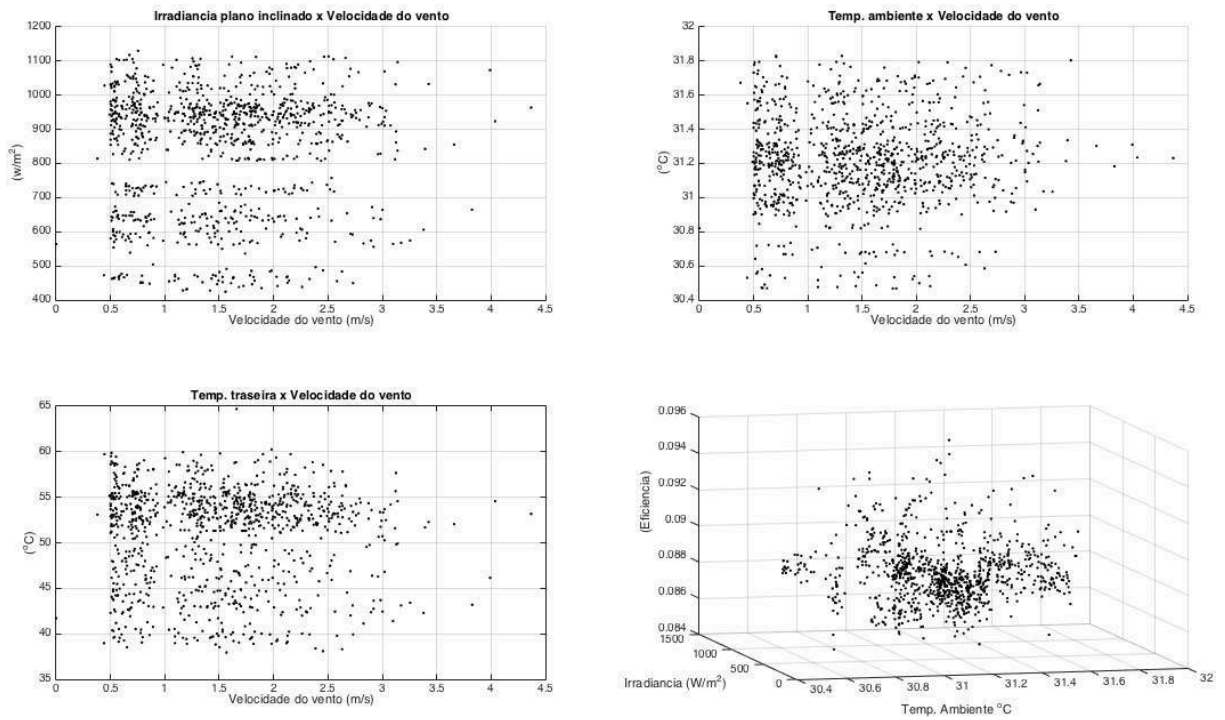 Irradiancia plano inclinado x Velocidade do vento
1200
1100
1000
900
800
700
600
500
400
(w/m²)
0 0.5 1 1.5 2 2.5 3 3.5 4 4.5
Velocidade do vento (m/s)
Temp. ambiente x Velocidade do vento
32
31.8
31.6
31.4
31.2
31
30.8
30.6
30.4
(°C)
0 0.5 1 1.5 2 2.5 3 3.5 4 4.5
Velocidade do vento (m/s)
Temp. traseira x Velocidade do vento
65
60
55
50
45
40
35
(°C)
0 0.5 1 1.5 2 2.5 3 3.5 4 4.5
Velocidade do vento (m/s)
0.096
0.094
0.092
0.09
0.088
0.086
0.084
(Eficiencia)
1500
1000
500
0
Irradiancia (W/m²)
30.4 30.6 30.8 31 31.2 31.4 31.6 31.8 32
Temp. Ambiente °C